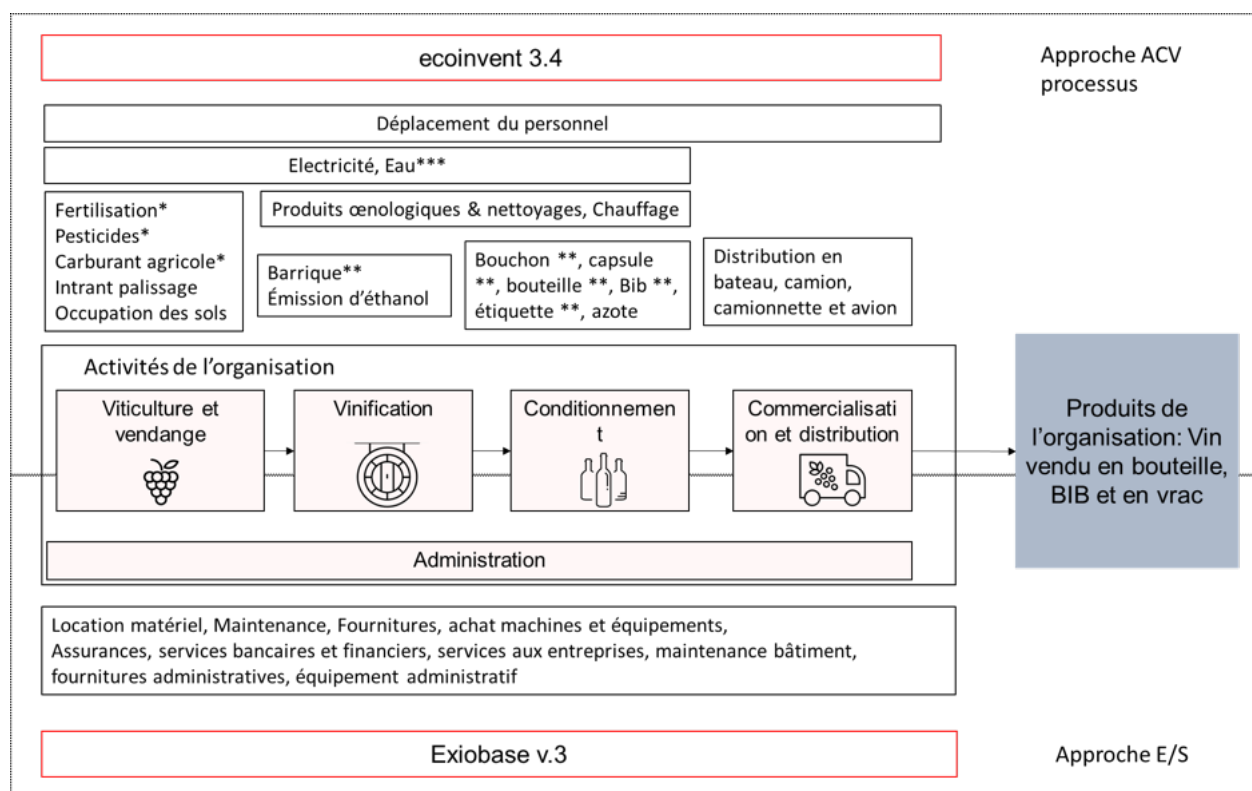 ecoinvent 3.4
Approche ACV
processus
Déplacement du personnel
Electricité, Eau***
Fertilisation*
Pesticides*
Carburant agricole*
Intrant palissage
Occupation des sols
Produits œnologiques & nettoyages, Chauffage
Barrique**
Émission d’éthanol
Bouchon **, capsule
**, bouteille **, Bib **,
étiquette **, azote
Distribution en
bateau, camion,
camionnette et avion
Activités de l’organisation
Viticulture et
vendange
Vinification
Conditionnemen
t
Commercialisati
on et distribution
Produits de
l’organisation: Vin
vendu en bouteille,
BIB et en vrac
Administration
Location matériel, Maintenance, Fournitures, achat machines et équipements,
Assurances, services bancaires et financiers, services aux entreprises, maintenance bâtiment,
fournitures administratives, équipement administratif
Exiobase v.3
Approche E/S